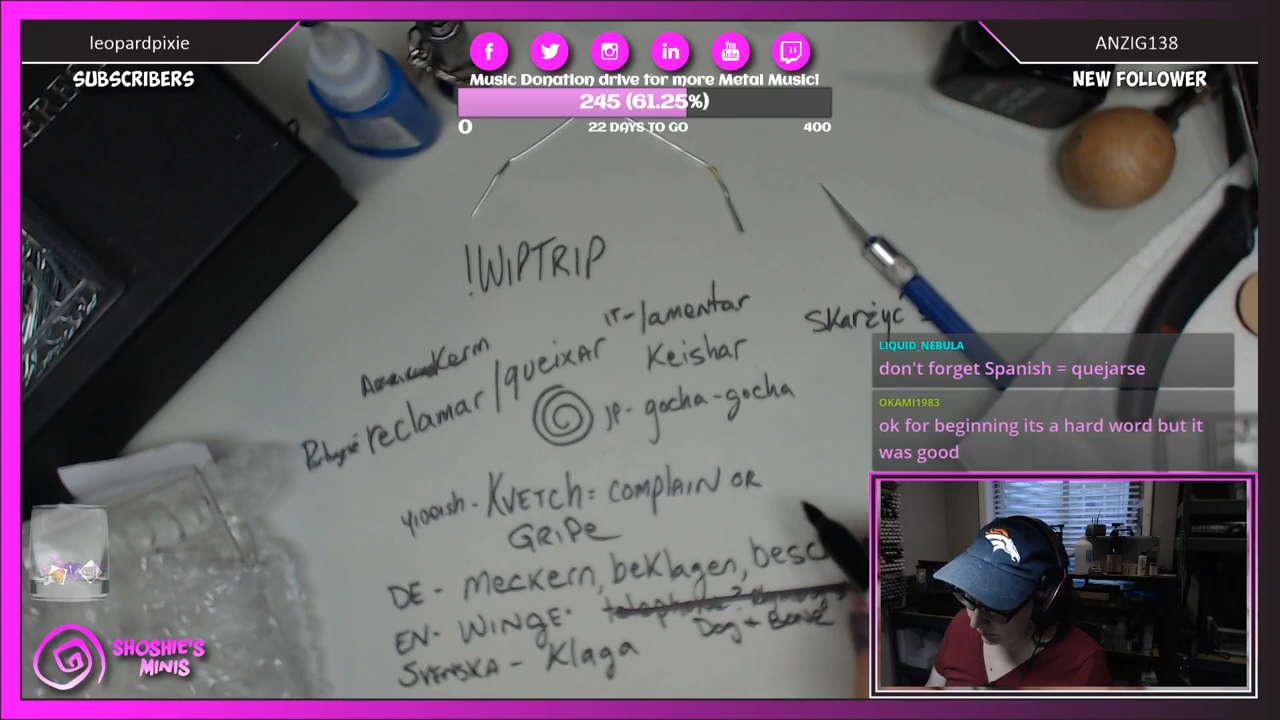 leopardpixie
SUBSCRIBERS
ANZIG138
NEW FOLLOWER
Music Donation drive for more Metal Music!
245 (61.25%)
0
22 DAYS TO GO
400
!WIPTRIP
IT-lamentar
Skarżyc
Kerm
Keishar
reclamar/queixar
JP- gocha-gocha
YIDDISH- KVETCH= COMPLAIN OR
GRIPE
DE- Meckern, beklagen, besc
EN- WINGE-
Dog + Bone
SVENSKA- Klaga
LIQUID_NEBULA
don't forget Spanish = quejarse
OKAMI1983
ok for beginning its a hard word but it
was good
SHOSHIE'S
MINIS